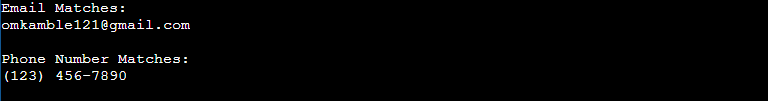 Email Matches:
omkamble121@gmail.com
Phone Number Matches:
(123) 456-7890